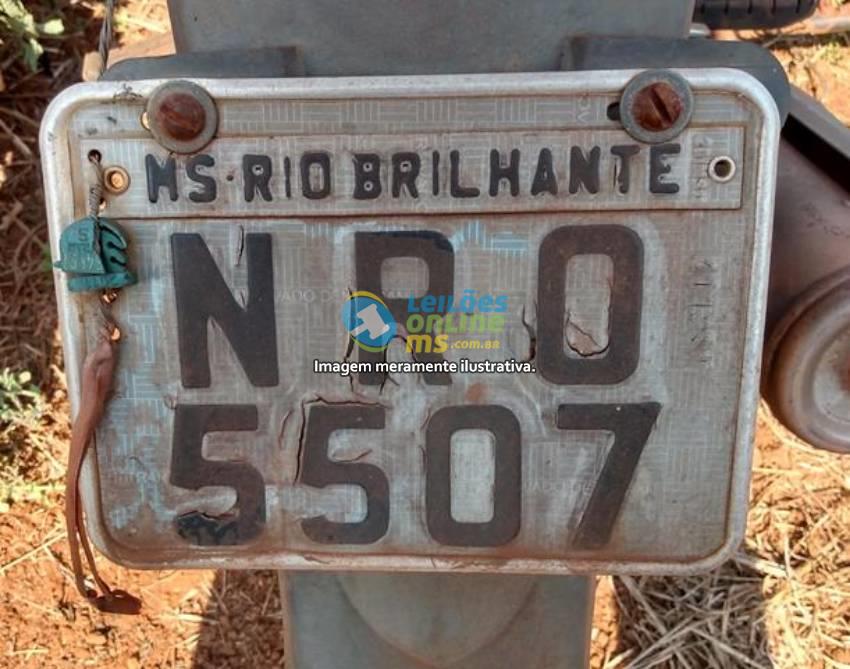 MS·RIO BRILHANTE
NRO
LEILÕES
ONLINE
MS.COM.BR
Imagem meramente ilustrativa.
5507